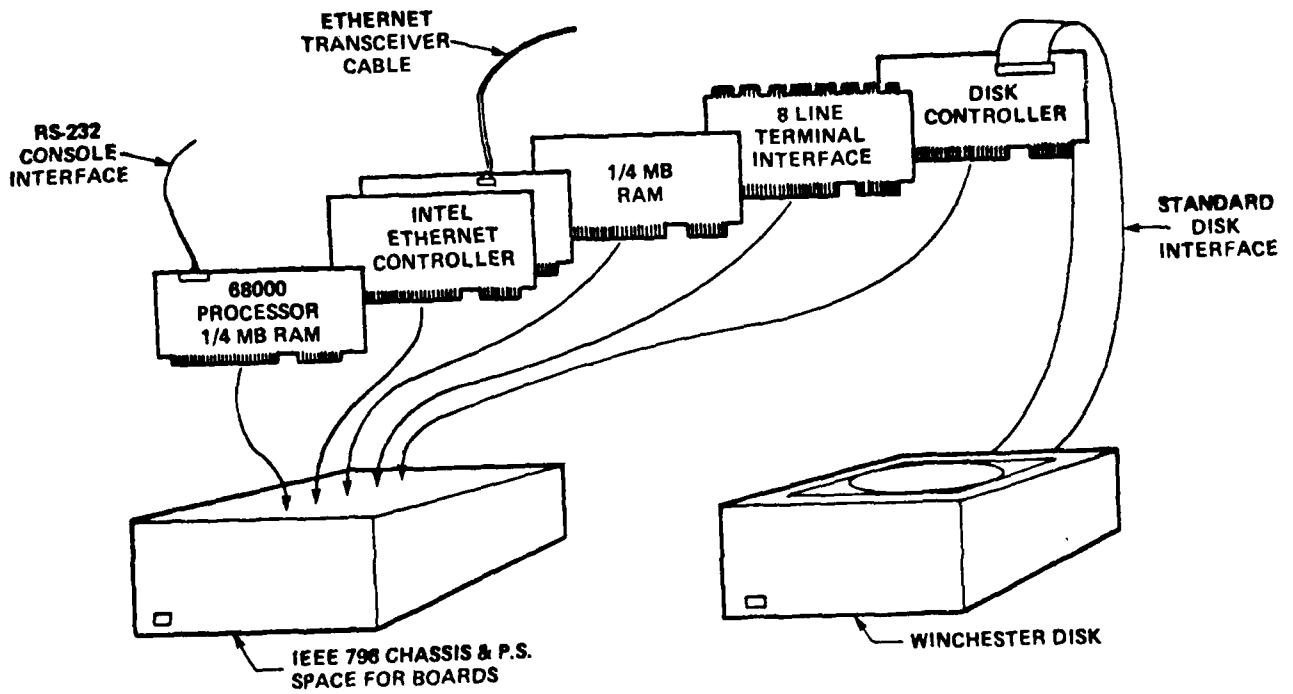 ETHERNET
TRANSCEIVER
CABLE
RS-232
CONSOLE
INTERFACE
DISK
CONTROLLER
8 LINE
TERMINAL
INTERFACE
1/4 MB
RAM
INTEL
ETHERNET
CONTROLLER
68000
PROCESSOR
1/4 MB RAM
STANDARD
DISK
INTERFACE
IEEE 796 CHASSIS & P.S.
SPACE FOR BOARDS
WINCHESTER DISK